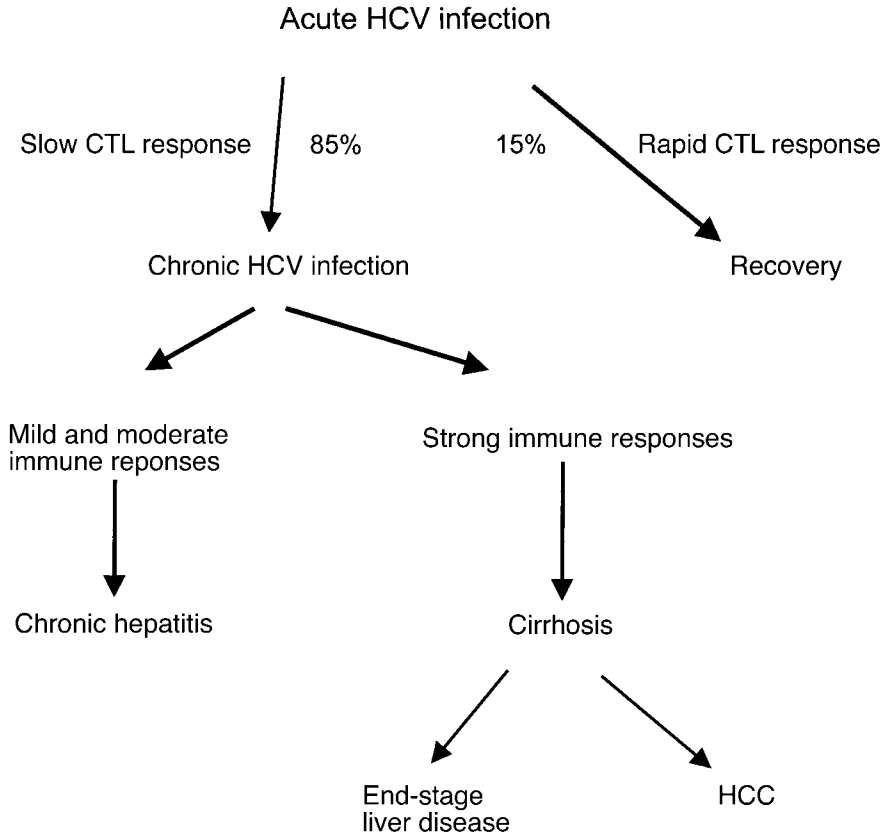 Acute HCV infection
Slow CTL response
85%
15%
Rapid CTL response
Chronic HCV infection
Recovery
Mild and moderate
immune reponses
Strong immune responses
Chronic hepatitis
Cirrhosis
End-stage
liver disease
HCC